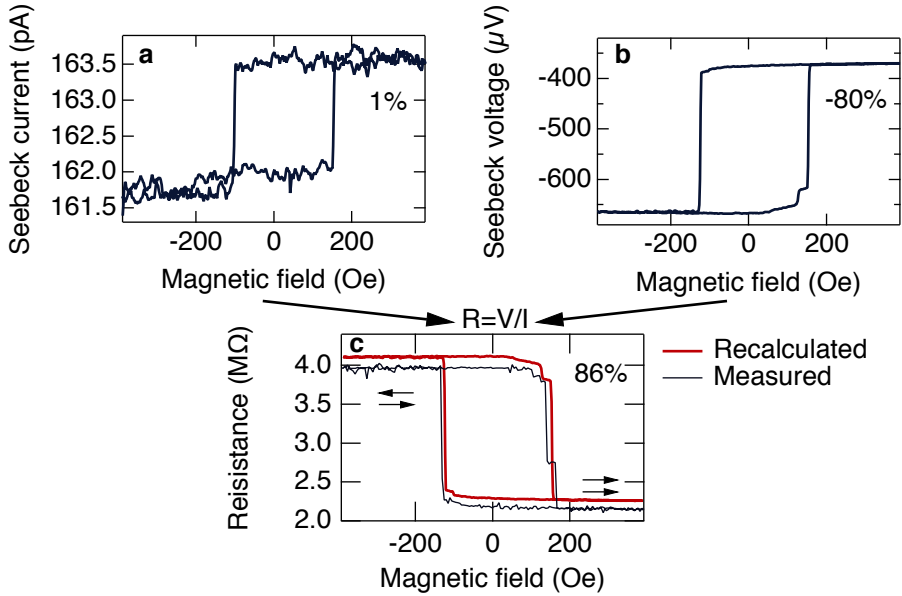 a
Seebeck current (pA)
163.5
163.0
162.5
162.0
161.5
1%
-200 0 200
Magnetic field (Oe)
b
Seebeck voltage (µV)
-400
-500
-600
-80%
-200 0 200
Magnetic field (Oe)
R=V/I
c
Reisistance (MΩ)
4.0
3.5
3.0
2.5
2.0
86%
-200 0 200
Magnetic field (Oe)
Recalculated
Measured